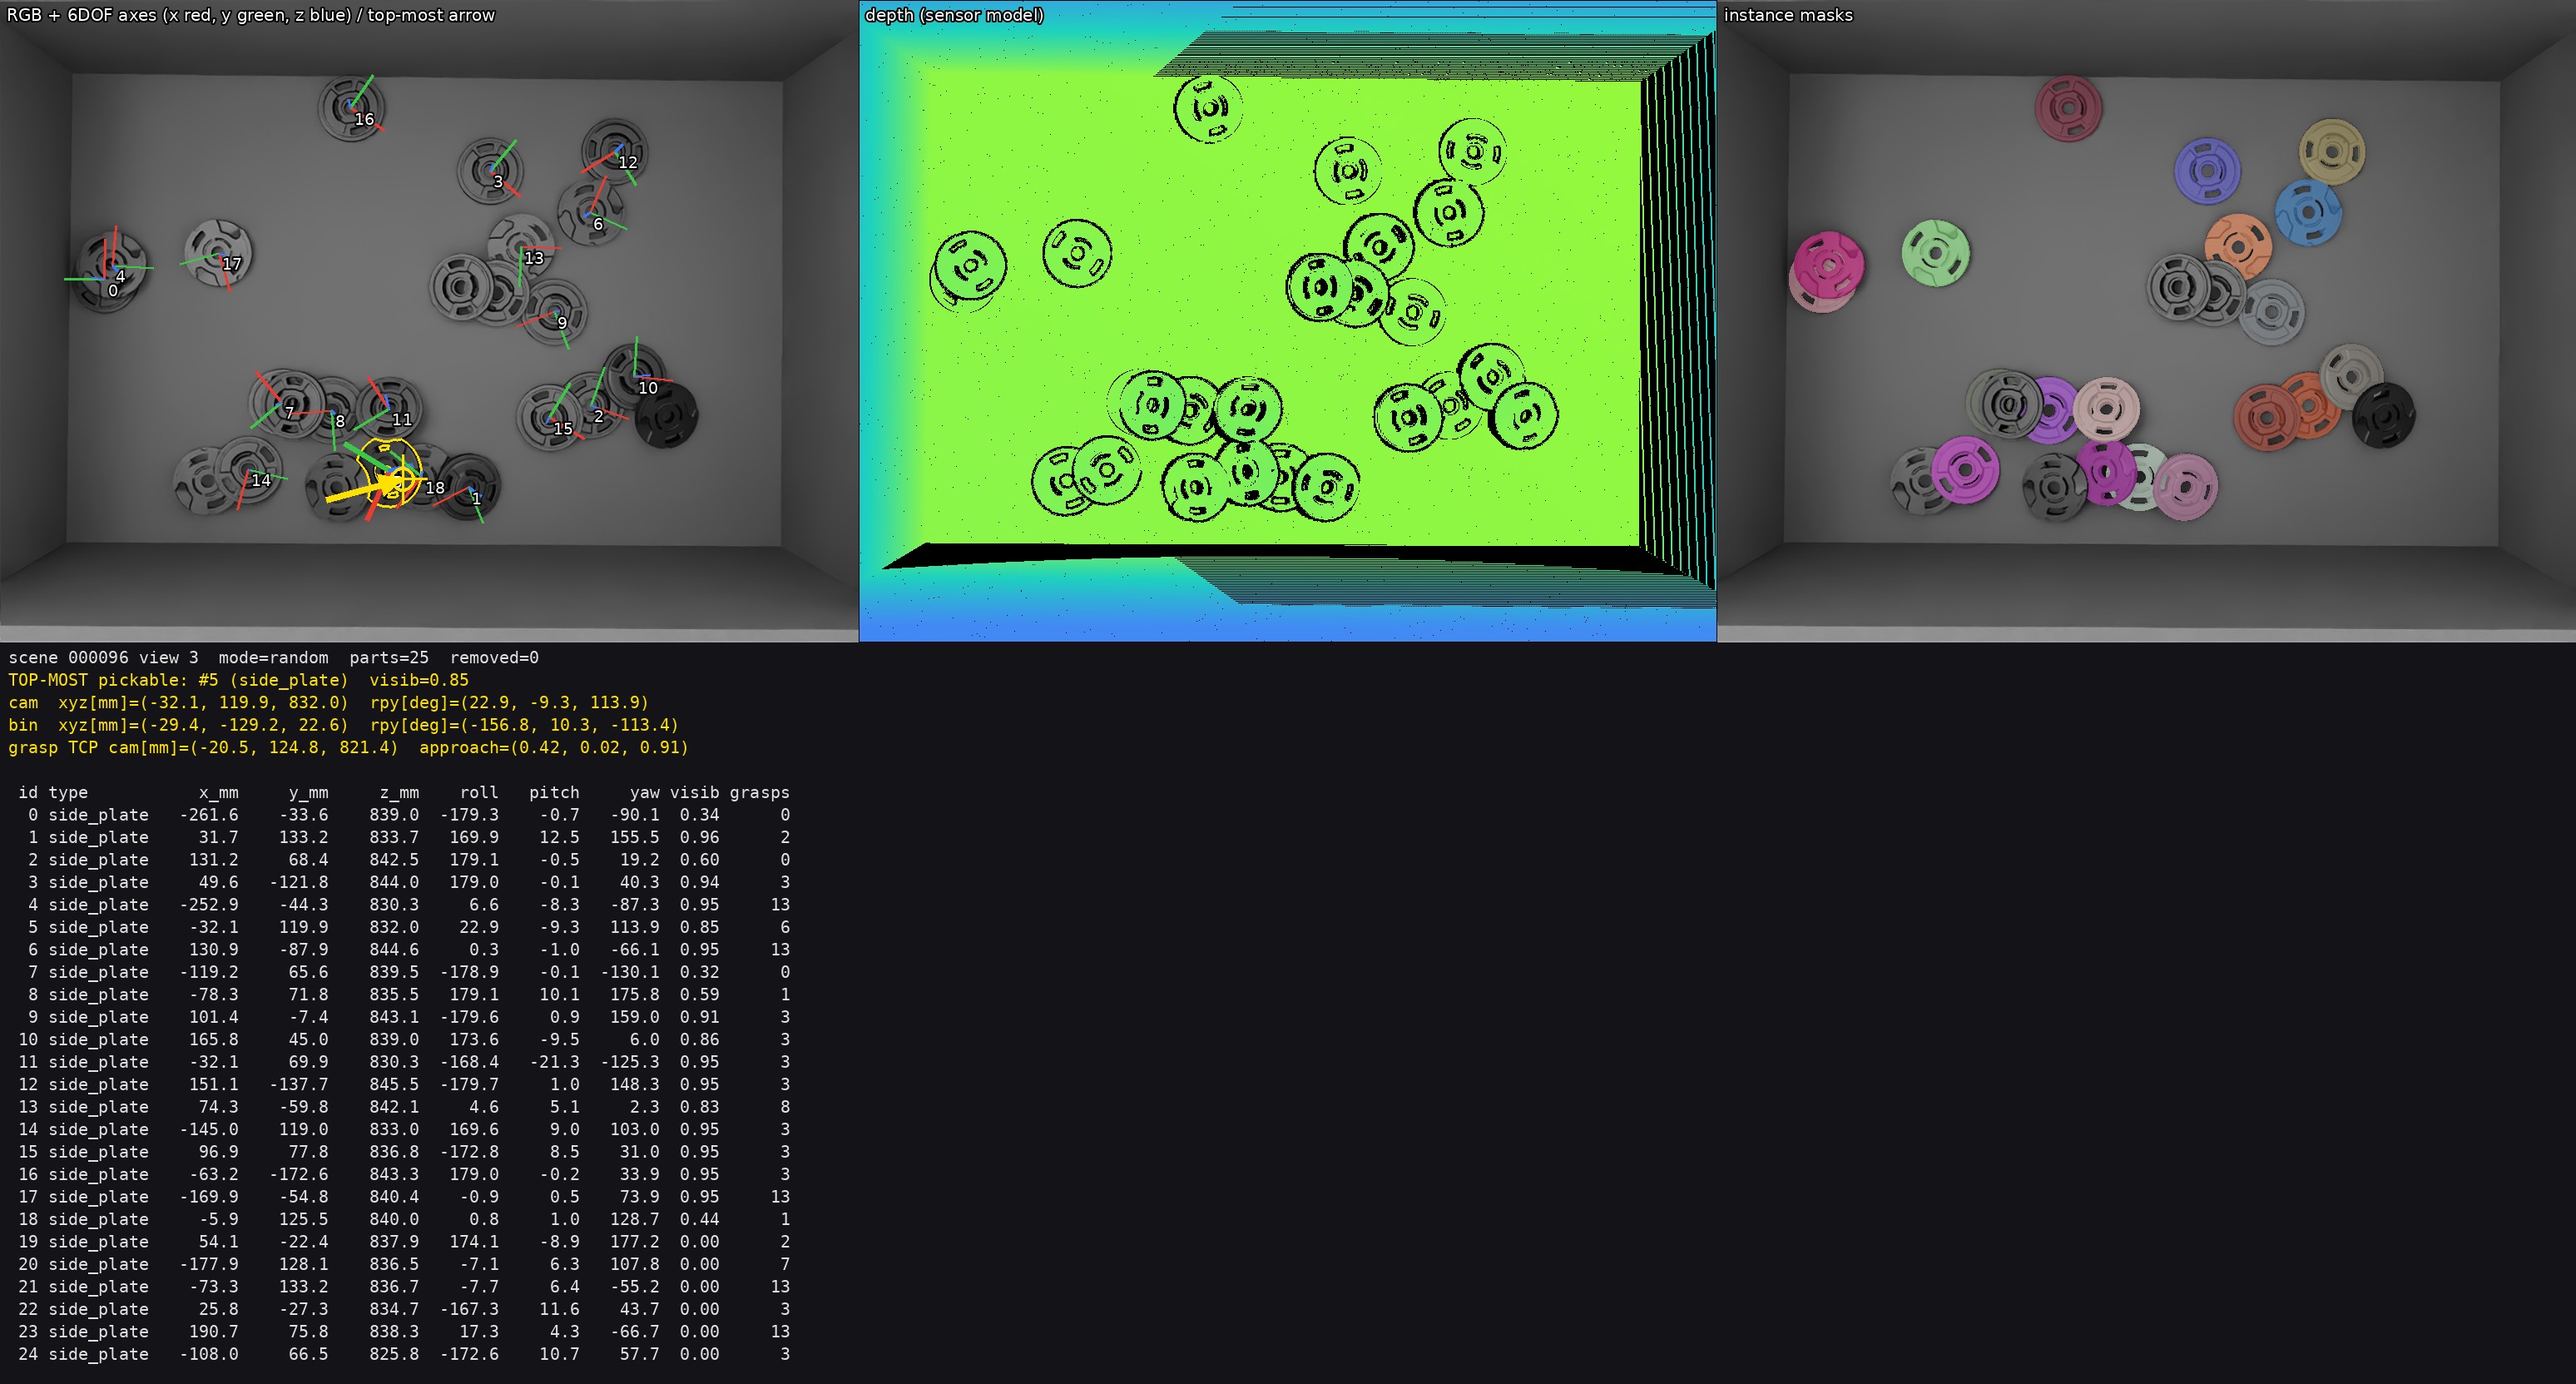 RGB + 6DOF axes (x red, y green, z blue) / top-most arrow
depth (sensor model)
instance masks
16
12
3
6
13
4
0
17
9
10
7
8
11
2
15
14
18
1
scene 000096 view 3  mode=random  parts=25  removed=0
TOP-MOST pickable: #5 (side_plate)  visib=0.85
cam  xyz[mm]=(-32.1, 119.9, 832.0)  rpy[deg]=(22.9, -9.3, 113.9)
bin  xyz[mm]=(-29.4, -129.2, 22.6)  rpy[deg]=(-156.8, 10.3, -113.4)
grasp TCP cam[mm]=(-20.5, 124.8, 821.4)  approach=(0.42, 0.02, 0.91)
id type x_mm y_mm z_mm roll pitch yaw visib grasps
0 side_plate -261.6 -33.6 839.0 -179.3 -0.7 -90.1 0.34 0
1 side_plate 31.7 133.2 833.7 169.9 12.5 155.5 0.96 2
2 side_plate 131.2 68.4 842.5 179.1 -0.5 19.2 0.60 0
3 side_plate 49.6 -121.8 844.0 179.0 -0.1 40.3 0.94 3
4 side_plate -252.9 -44.3 830.3 6.6 -8.3 -87.3 0.95 13
5 side_plate -32.1 119.9 832.0 22.9 -9.3 113.9 0.85 6
6 side_plate 130.9 -87.9 844.6 0.3 -1.0 -66.1 0.95 13
7 side_plate -119.2 65.6 839.5 -178.9 -0.1 -130.1 0.32 0
8 side_plate -78.3 71.8 835.5 179.1 10.1 175.8 0.59 1
9 side_plate 101.4 -7.4 843.1 -179.6 0.9 159.0 0.91 3
10 side_plate 165.8 45.0 839.0 173.6 -9.5 6.0 0.86 3
11 side_plate -32.1 69.9 830.3 -168.4 -21.3 -125.3 0.95 3
12 side_plate 151.1 -137.7 845.5 -179.7 1.0 148.3 0.95 3
13 side_plate 74.3 -59.8 842.1 4.6 5.1 2.3 0.83 8
14 side_plate -145.0 119.0 833.0 169.6 9.0 103.0 0.95 3
15 side_plate 96.9 77.8 836.8 -172.8 8.5 31.0 0.95 3
16 side_plate -63.2 -172.6 843.3 179.0 -0.2 33.9 0.95 3
17 side_plate -169.9 -54.8 840.4 -0.9 0.5 73.9 0.95 13
18 side_plate -5.9 125.5 840.0 0.8 1.0 128.7 0.44 1
19 side_plate 54.1 -22.4 837.9 174.1 -8.9 177.2 0.00 2
20 side_plate -177.9 128.1 836.5 -7.1 6.3 107.8 0.00 7
21 side_plate -73.3 133.2 836.7 -7.7 6.4 -55.2 0.00 13
22 side_plate 25.8 -27.3 834.7 -167.3 11.6 43.7 0.00 3
23 side_plate 190.7 75.8 838.3 17.3 4.3 -66.7 0.00 13
24 side_plate -108.0 66.5 825.8 -172.6 10.7 57.7 0.00 3